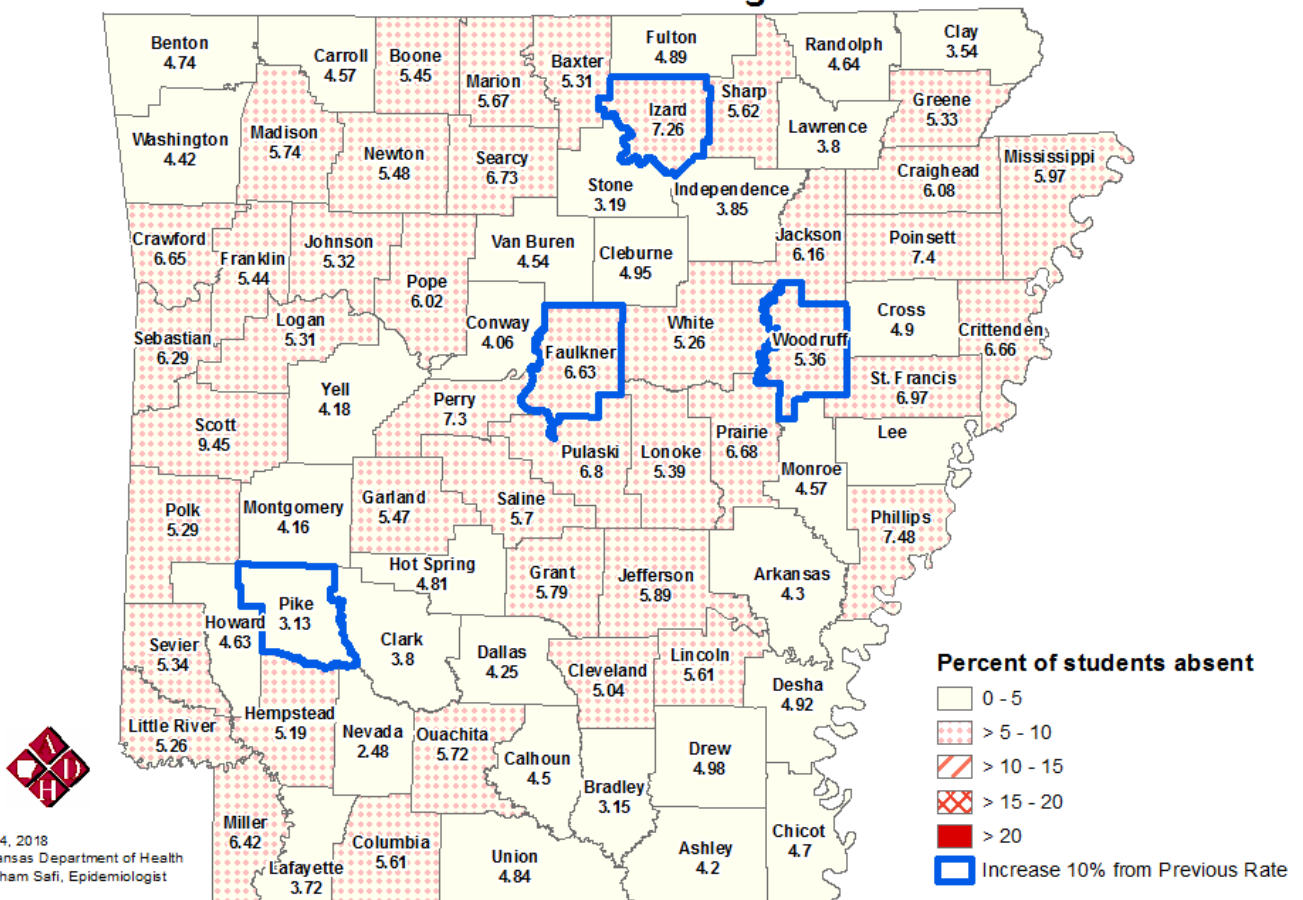 Benton
4.74
Carroll
4.57
Boone
5.45
Marion
5.67
Baxter
5.31
Fulton
4.89
Izard
7.26
Sharp
5.62
Randolph
4.64
Clay
3.54
Greene
5.33
Lawrence
3.8
Washington
4.42
Madison
5.74
Newton
5.48
Searcy
6.73
Stone
3.19
Independence
3.85
Craighead
6.08
Mississippi
5.97
Crawford
6.65
Franklin
5.44
Johnson
5.32
Pope
6.02
Van Buren
4.54
Cleburne
4.95
Jackson
6.16
Poinsett
7.4
Sebastian
6.29
Logan
5.31
Conway
4.06
Faulkner
6.63
White
5.26
Woodruff
5.36
Cross
4.9
Crittenden
6.66
St. Francis
6.97
Scott
9.45
Yell
4.18
Perry
7.3
Pulaski
6.8
Lonoke
5.39
Prairie
6.68
Monroe
4.57
Lee
Phillips
7.48
Polk
5.29
Montgomery
4.16
Garland
5.47
Saline
5.7
Hot Spring
4.81
Grant
5.79
Jefferson
5.89
Arkansas
4.3
Sevier
5.34
Howard
4.63
Pike
3.13
Clark
3.8
Dallas
4.25
Cleveland
5.04
Lincoln
5.61
Desha
4.92
Little River
5.26
Hempstead
5.19
Nevada
2.48
Ouachita
5.72
Calhoun
4.5
Bradley
3.15
Drew
4.98
Chicot
4.7
Miller
6.42
Lafayette
3.72
Columbia
5.61
Union
4.84
Ashley
4.2
Percent of students absent
0 - 5
> 5 - 10
> 10 - 15
> 15 - 20
> 20
Increase 10% from Previous Rate
A
D
H
4, 2018
ansas Department of Health
ham Safi, Epidemiologist